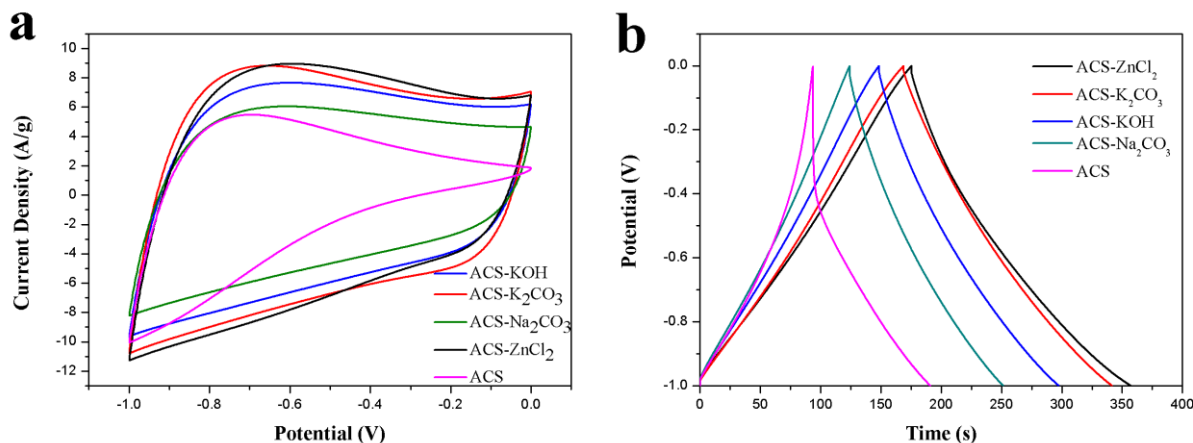 a
Current Density (A/g)
10
8
6
4
2
0
-2
-4
-6
-8
-10
-12
-1.0
-0.8
-0.6
-0.4
-0.2
0.0
Potential (V)
ACS-KOH
ACS-K₂CO₃
ACS-Na₂CO₃
ACS-ZnCl₂
ACS
b
Potential (V)
0.0
-0.2
-0.4
-0.6
-0.8
-1.0
0
50
100
150
200
250
300
350
400
Time (s)
ACS-ZnCl₂
ACS-K₂CO₃
ACS-KOH
ACS-Na₂CO₃
ACS